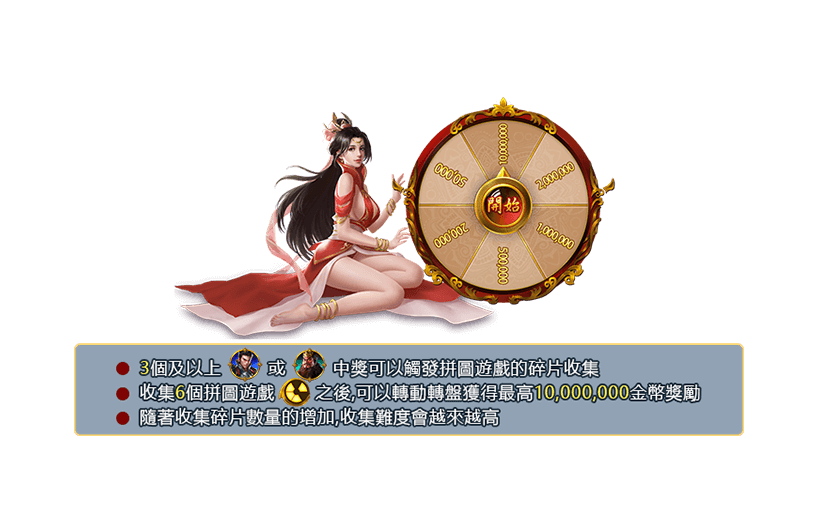 10,000,000
50,000
2,000,000
開始
200,000
1,000,000
500,000
3個及以上 或 中獎可以觸發拼圖遊戲的碎片收集
收集6個拼圖遊戲 之後,可以轉動轉盤獲得最高10,000,000金幣獎勵
隨著收集碎片數量的增加,收集難度會越來越高